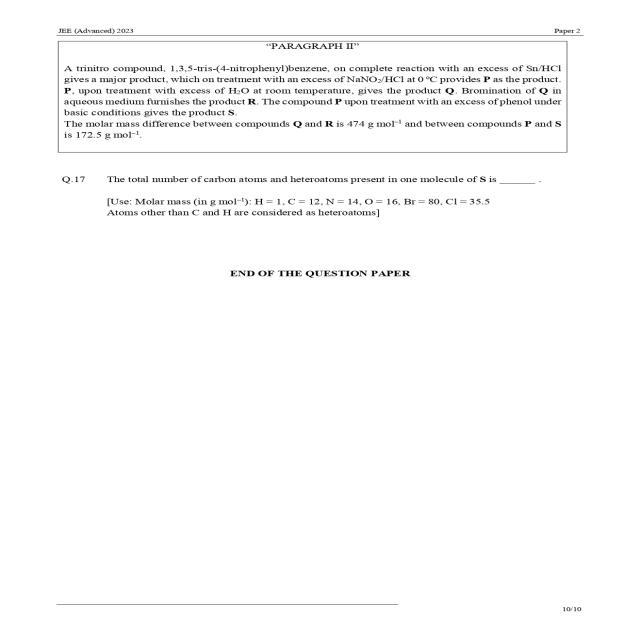 JEE (Advanced) 2023 Paper 2
“PARAGRAPH II”
A trinitro compound, 1,3,5-tris-(4-nitrophenyl)benzene, on complete reaction with an excess of Sn/HCl
gives a major product, which on treatment with an excess of NaNO₂/HCl at 0 ºC provides P as the product.
P, upon treatment with excess of H₂O at room temperature, gives the product Q. Bromination of Q in
aqueous medium furnishes the product R. The compound P upon treatment with an excess of phenol under
basic conditions gives the product S.
The molar mass difference between compounds Q and R is 474 g mol⁻¹ and between compounds P and S
is 172.5 g mol⁻¹.
Q.17 The total number of carbon atoms and heteroatoms present in one molecule of S is ______ .
[Use: Molar mass (in g mol⁻¹): H = 1, C = 12, N = 14, O = 16, Br = 80, Cl = 35.5
Atoms other than C and H are considered as heteroatoms]
END OF THE QUESTION PAPER
10/10